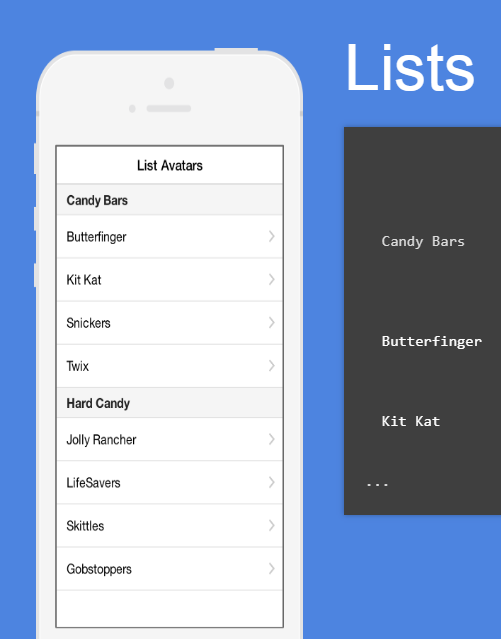 Lists
List Avatars
Candy Bars
Butterfinger
Kit Kat
Snickers
Twix
Hard Candy
Jolly Rancher
LifeSavers
Skittles
Gobstoppers
Candy Bars
Butterfinger
Kit Kat
...